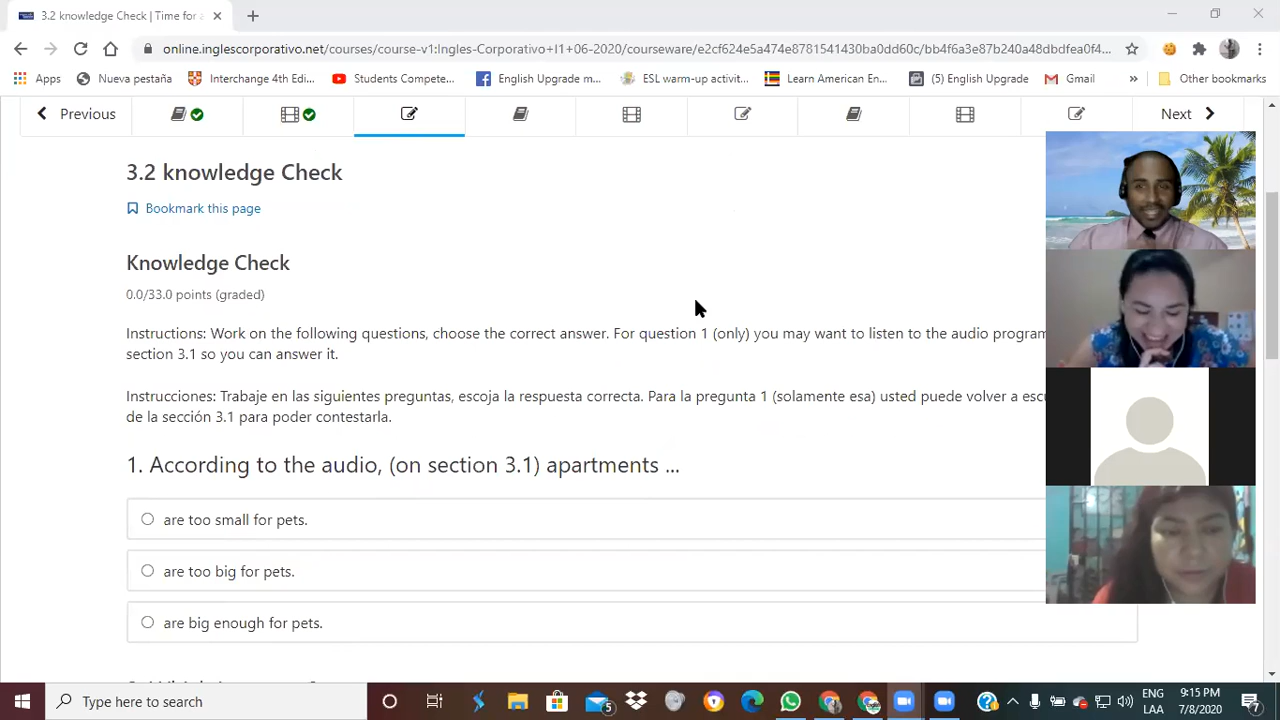 3.2 knowledge Check | Time for a
online.inglescorporativo.net/courses/course-v1:Ingles-Corporativo+I1+06-2020/courseware/e2cf624e5a474e8781541430ba0dd60c/bb4f6a3e87b240a48dbdfea0f4...
Apps
Nueva pestaña
Interchange 4th Edi...
Students Compete...
English Upgrade m...
ESL warm-up activit...
Learn American En...
(5) English Upgrade
Gmail
»
Other bookmarks
Previous
Next
3.2 knowledge Check
Bookmark this page
Knowledge Check
0.0/33.0 points (graded)
Instructions: Work on the following questions, choose the correct answer. For question 1 (only) you may want to listen to the audio program
section 3.1 so you can answer it.
Instrucciones: Trabaje en las siguientes preguntas, escoja la respuesta correcta. Para la pregunta 1 (solamente esa) usted puede volver a escu
de la sección 3.1 para poder contestarla.
1. According to the audio, (on section 3.1) apartments ...
are too small for pets.
are too big for pets.
are big enough for pets.
Type here to search
5
ENG
LAA
9:15 PM
7/8/2020
7